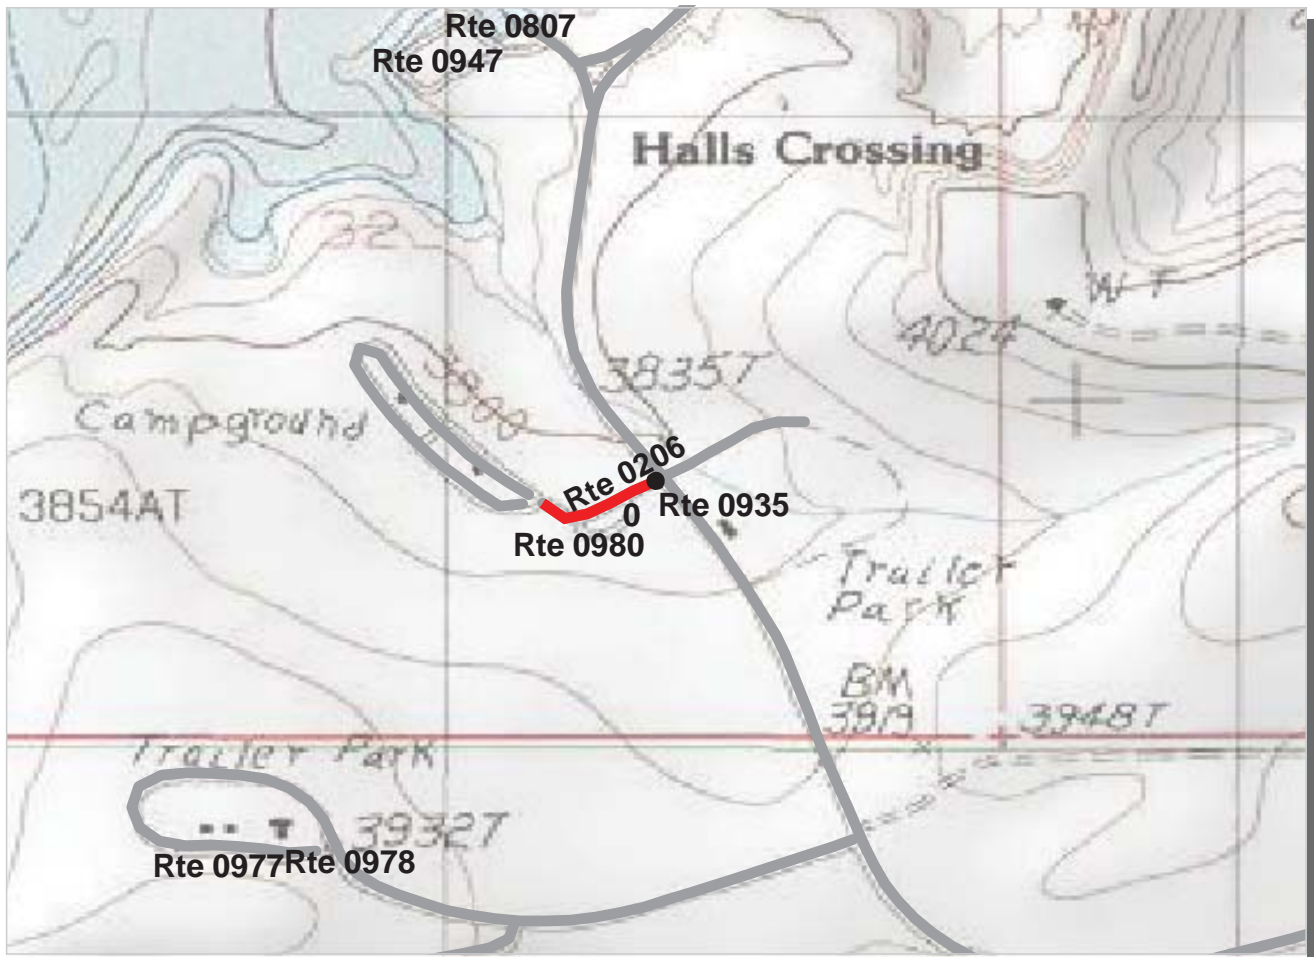 Rte 0807
Rte 0947
Halls Crossing
32
W T
4024
3835T
3800
Campground
Rte 0206
3854AT
Rte 0935
0
Rte 0980
Trailer
Park
BM
3919
3948T
Trailer Park
3932T
Rte 0977
Rte 0978